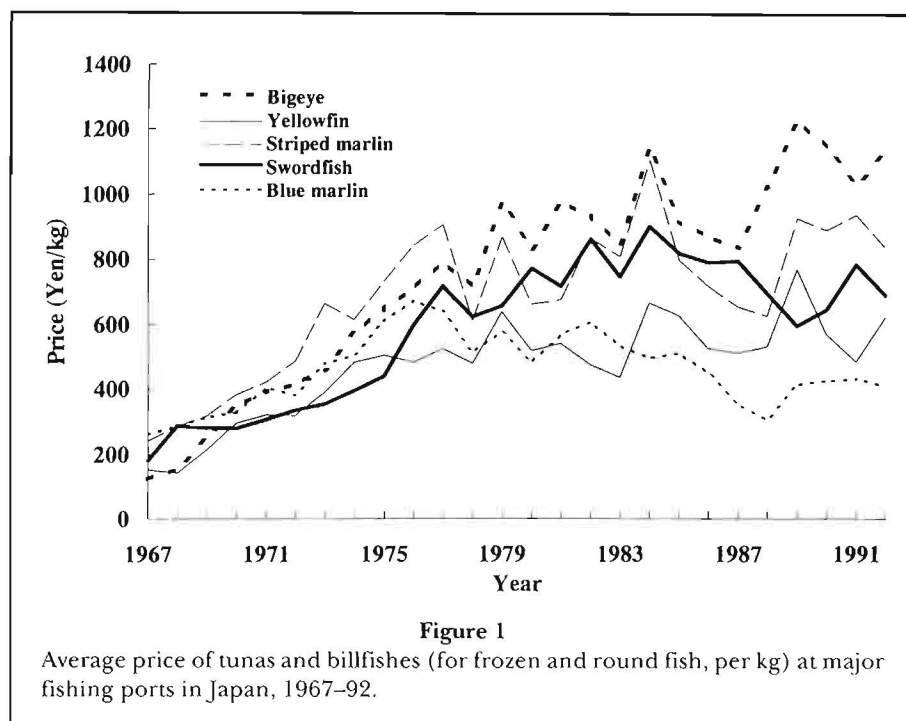 1400
1200
1000
800
600
400
200
0
Price (Yen/kg)
Bigeye
Yellowfin
Striped marlin
Swordfish
Blue marlin
1967 1971 1975 1979 1983 1987 1991
Year
Figure 1
Average price of tunas and billfishes (for frozen and round fish, per kg) at major
fishing ports in Japan, 1967–92.